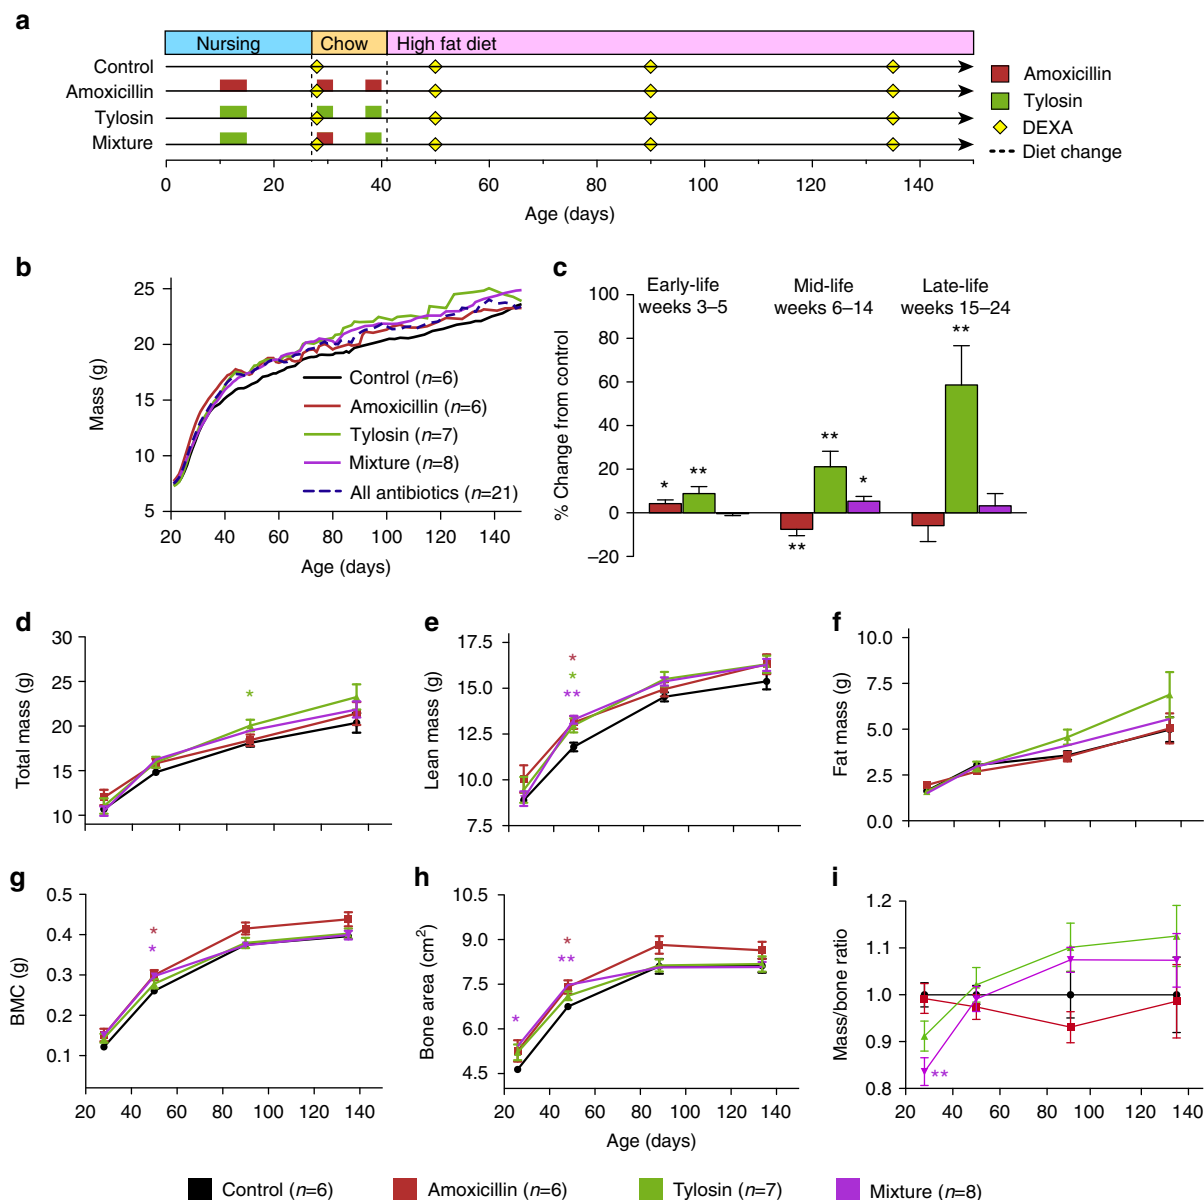 a
Nursing Chow High fat diet
Control
Amoxicillin
Tylosin
Mixture
0 20 40 60 80 100 120 140
Age (days)
Amoxicillin
Tylosin
DEXA
Diet change
b
Mass (g)
25
20
15
10
5
20 40 60 80 100 120 140
Age (days)
Control (n=6)
Amoxicillin (n=6)
Tylosin (n=7)
Mixture (n=8)
All antibiotics (n=21)
c
% Change from control
100
80
60
40
20
0
–20
Early-life
weeks 3–5
Mid-life
weeks 6–14
Late-life
weeks 15–24
*
**
**
**
*
**
d
Total mass (g)
30
25
20
15
10
*
e
Lean mass (g)
17.5
15.0
12.5
10.0
7.5
*
*
**
f
Fat mass (g)
10.0
7.5
5.0
2.5
0.0
g
BMC (g)
0.5
0.4
0.3
0.2
0.1
*
*
20 40 60 80 100 120 140
h
Bone area (cm2)
10.5
9.0
7.5
6.0
4.5
*
*
**
20 40 60 80 100 120 140
Age (days)
i
Mass/bone ratio
1.2
1.1
1.0
0.9
0.8
**
20 40 60 80 100 120 140
Control (n=6) Amoxicillin (n=6) Tylosin (n=7) Mixture (n=8)